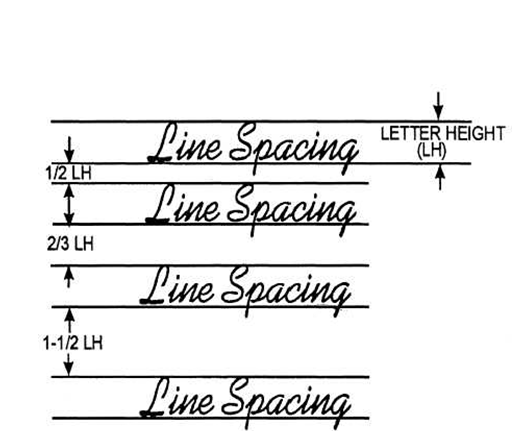 Line Spacing
LETTER HEIGHT
(LH)
1/2 LH
Line Spacing
2/3 LH
Line Spacing
1-1/2 LH
Line Spacing